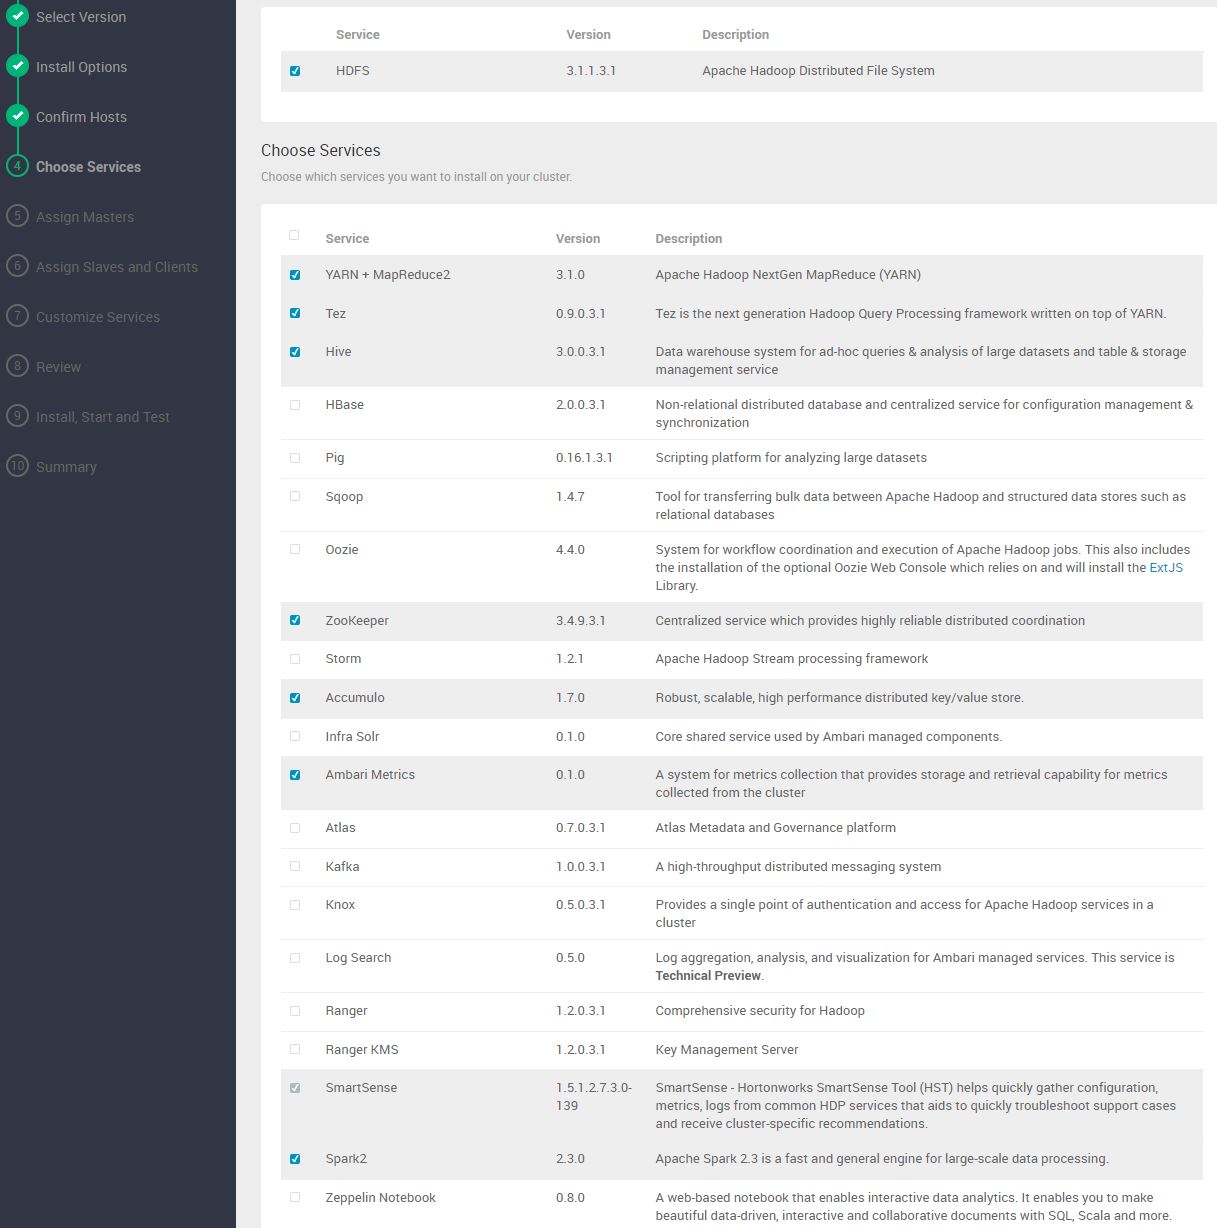 Select Version
Install Options
Confirm Hosts
4 Choose Services
5 Assign Masters
6 Assign Slaves and Clients
7 Customize Services
8 Review
9 Install, Start and Test
10 Summary
Service Version Description
HDFS 3.1.1.3.1 Apache Hadoop Distributed File System
Choose Services
Choose which services you want to install on your cluster.
Service Version Description
YARN + MapReduce2 3.1.0 Apache Hadoop NextGen MapReduce (YARN)
Tez 0.9.0.3.1 Tez is the next generation Hadoop Query Processing framework written on top of YARN.
Hive 3.0.0.3.1 Data warehouse system for ad-hoc queries & analysis of large datasets and table & storage
management service
HBase 2.0.0.3.1 Non-relational distributed database and centralized service for configuration management &
synchronization
Pig 0.16.1.3.1 Scripting platform for analyzing large datasets
Sqoop 1.4.7 Tool for transferring bulk data between Apache Hadoop and structured data stores such as
relational databases
Oozie 4.4.0 System for workflow coordination and execution of Apache Hadoop jobs. This also includes
the installation of the optional Oozie Web Console which relies on and will install the ExtJS
Library.
ZooKeeper 3.4.9.3.1 Centralized service which provides highly reliable distributed coordination
Storm 1.2.1 Apache Hadoop Stream processing framework
Accumulo 1.7.0 Robust, scalable, high performance distributed key/value store.
Infra Solr 0.1.0 Core shared service used by Ambari managed components.
Ambari Metrics 0.1.0 A system for metrics collection that provides storage and retrieval capability for metrics
collected from the cluster
Atlas 0.7.0.3.1 Atlas Metadata and Governance platform
Kafka 1.0.0.3.1 A high-throughput distributed messaging system
Knox 0.5.0.3.1 Provides a single point of authentication and access for Apache Hadoop services in a
cluster
Log Search 0.5.0 Log aggregation, analysis, and visualization for Ambari managed services. This service is
Technical Preview.
Ranger 1.2.0.3.1 Comprehensive security for Hadoop
Ranger KMS 1.2.0.3.1 Key Management Server
SmartSense 1.5.1.2.7.3.0- SmartSense - Hortonworks SmartSense Tool (HST) helps quickly gather configuration,
139 metrics, logs from common HDP services that aids to quickly troubleshoot support cases
and receive cluster-specific recommendations.
Spark2 2.3.0 Apache Spark 2.3 is a fast and general engine for large-scale data processing.
Zeppelin Notebook 0.8.0 A web-based notebook that enables interactive data analytics. It enables you to make
beautiful data-driven, interactive and collaborative documents with SQL, Scala and more.